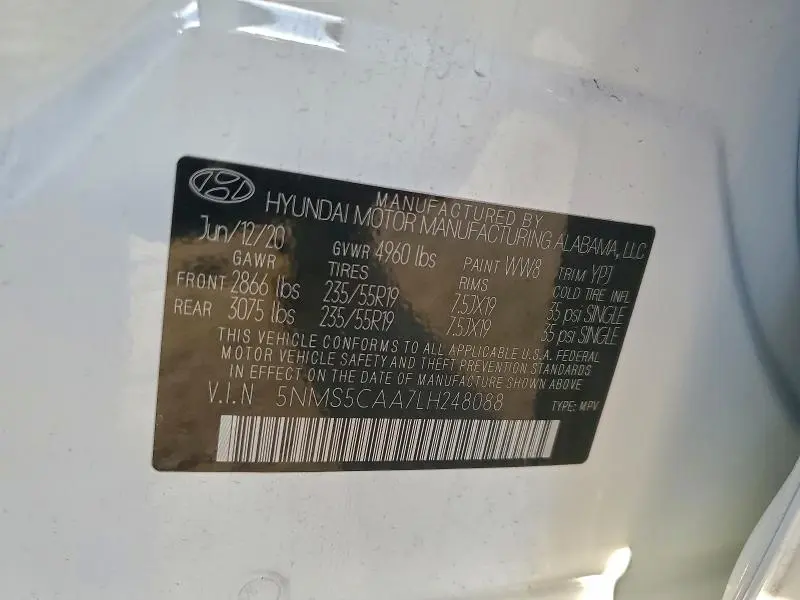 MANUFACTURED BY
HYUNDAI MOTOR MANUFACTURING ALABAMA, LLC
Jun/12/20 GVWR 4960 lbs PAINT WW8 TRIM YPJ
GAWR TIRES RIMS COLD TIRE INFL
FRONT 2866 lbs 235/55R19 7.5JX19 35 psi SINGLE
REAR 3075 lbs 235/55R19 7.5JX19 35 psi SINGLE
THIS VEHICLE CONFORMS TO ALL APPLICABLE U.S.A. FEDERAL
MOTOR VEHICLE SAFETY AND THEFT PREVENTION STANDARDS
IN EFFECT ON THE DATE OF MANUFACTURE SHOWN ABOVE
V.I.N 5NMS5CAA7LH248088 TYPE: MPV